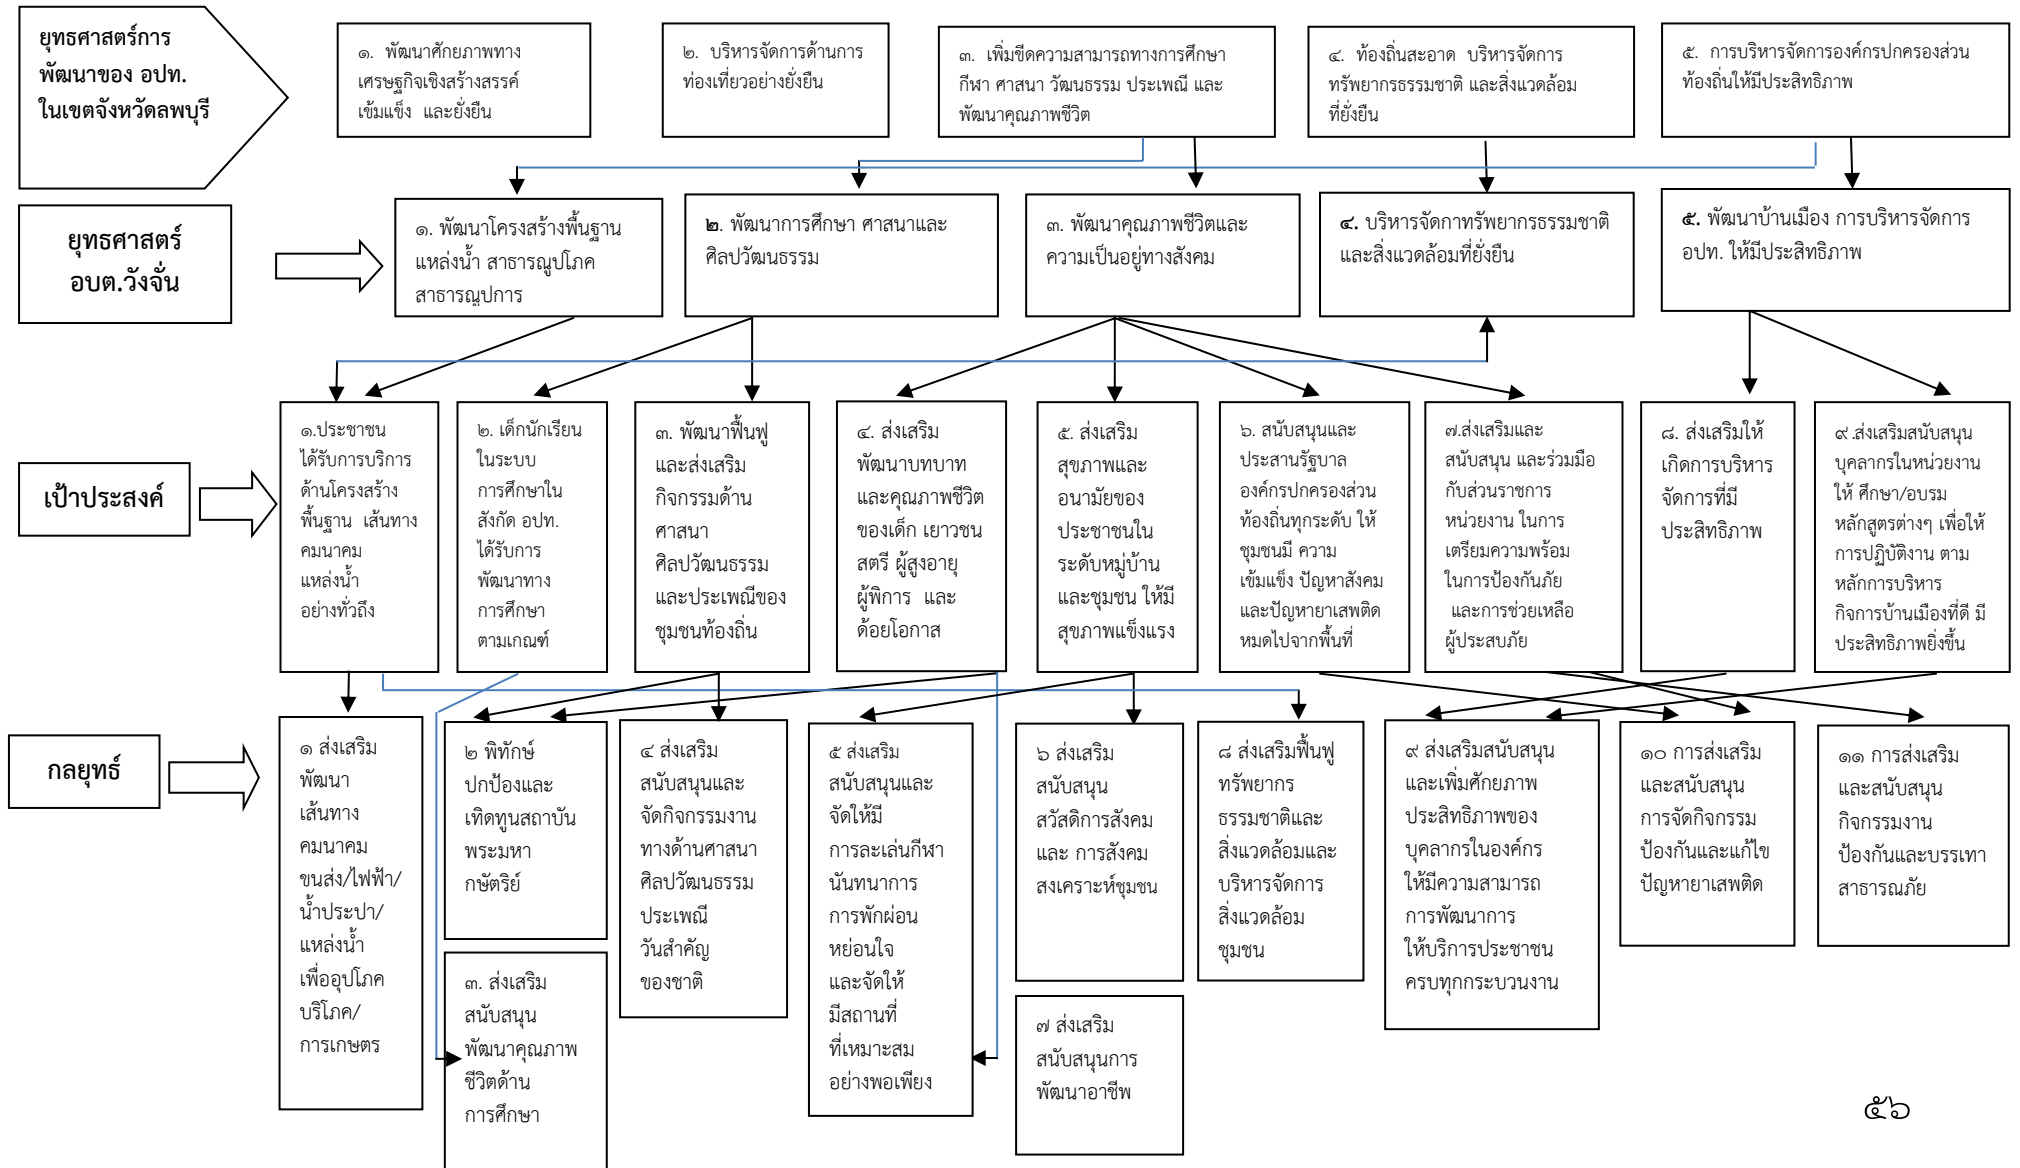 ยุทธศาสตร์การ
พัฒนาของ อปท.
ในเขตจังหวัดลพบุรี
๑.  พัฒนาศักยภาพทาง
เศรษฐกิจเชิงสร้างสรรค์
เข้มแข็ง  และยั่งยืน
๒.  บริหารจัดการด้านการ
ท่องเที่ยวอย่างยั่งยืน
๓.  เพิ่มขีดความสามารถทางการศึกษา
กีฬา ศาสนา วัฒนธรรม ประเพณี และ
พัฒนาคุณภาพชีวิต
๔.  ท้องถิ่นสะอาด  บริหารจัดการ
ทรัพยากรธรรมชาติ และสิ่งแวดล้อม
ที่ยั่งยืน
๕.  การบริหารจัดการองค์กรปกครองส่วน
ท้องถิ่นให้มีประสิทธิภาพ
ยุทธศาสตร์
อบต.วังจั่น
๑. พัฒนาโครงสร้างพื้นฐาน
แหล่งน้ำ สาธารณูปโภค
สาธารณูปการ
๒. พัฒนาการศึกษา ศาสนาและ
ศิลปวัฒนธรรม
๓. พัฒนาคุณภาพชีวิตและ
ความเป็นอยู่ทางสังคม
๔. บริหารจัดกาทรัพยากรธรรมชาติ
และสิ่งแวดล้อมที่ยั่งยืน
๕. พัฒนาบ้านเมือง การบริหารจัดการ
อปท. ให้มีประสิทธิภาพ
เป้าประสงค์
๑.ประชาชน
ได้รับการบริการ
ด้านโครงสร้าง
พื้นฐาน  เส้นทาง
คมนาคม
แหล่งน้ำ
อย่างทั่วถึง
๒. เด็กนักเรียน
ในระบบ
การศึกษาใน
สังกัด อปท.
ได้รับการ
พัฒนาทาง
การศึกษา
ตามเกณฑ์
๓. พัฒนาฟื้นฟู
และส่งเสริม
กิจกรรมด้าน
ศาสนา
ศิลปวัฒนธรรม
และประเพณีของ
ชุมชนท้องถิ่น
๔. ส่งเสริม
พัฒนาบทบาท
และคุณภาพชีวิต
ของเด็ก เยาวชน
สตรี ผู้สูงอายุ
ผู้พิการ  และ
ด้อยโอกาส
๕. ส่งเสริม
สุขภาพและ
อนามัยของ
ประชาชนใน
ระดับหมู่บ้าน
และชุมชน ให้มี
สุขภาพแข็งแรง
๖. สนับสนุนและ
ประสานรัฐบาล
องค์กรปกครองส่วน
ท้องถิ่นทุกระดับ ให้
ชุมชนมี ความ
เข้มแข็ง ปัญหาสังคม
และปัญหายาเสพติด
หมดไปจากพื้นที่
๗.ส่งเสริมและ
สนับสนุน และร่วมมือ
กับส่วนราชการ
หน่วยงาน ในการ
เตรียมความพร้อม
ในการป้องกันภัย
และการช่วยเหลือ
ผู้ประสบภัย
๘. ส่งเสริมให้
เกิดการบริหาร
จัดการที่มี
ประสิทธิภาพ
๙.ส่งเสริมสนับสนุน
บุคลากรในหน่วยงาน
ให้ ศึกษา/อบรม
หลักสูตรต่างๆ เพื่อให้
การปฏิบัติงาน ตาม
หลักการบริหาร
กิจการบ้านเมืองที่ดี มี
ประสิทธิภาพยิ่งขึ้น
กลยุทธ์
๑ ส่งเสริม
พัฒนา
เส้นทาง
คมนาคม
ขนส่ง/ไฟฟ้า/
น้ำประปา/
แหล่งน้ำ
เพื่ออุปโภค
บริโภค/
การเกษตร
๒ พิทักษ์
ปกป้องและ
เทิดทูนสถาบัน
พระมหา
กษัตริย์
๓. ส่งเสริม
สนับสนุน
พัฒนาคุณภาพ
ชีวิตด้าน
การศึกษา
๔ ส่งเสริม
สนับสนุนและ
จัดกิจกรรมงาน
ทางด้านศาสนา
ศิลปวัฒนธรรม
ประเพณี
วันสำคัญ
ของชาติ
๕ ส่งเสริม
สนับสนุนและ
จัดให้มี
การละเล่นกีฬา
นันทนาการ
การพักผ่อน
หย่อนใจ
และจัดให้
มีสถานที่
ที่เหมาะสม
อย่างพอเพียง
๖ ส่งเสริม
สนับสนุน
สวัสดิการสังคม
และ การสังคม
สงเคราะห์ชุมชน
๗ ส่งเสริม
สนับสนุนการ
พัฒนาอาชีพ
๘ ส่งเสริมฟื้นฟู
ทรัพยากร
ธรรมชาติและ
สิ่งแวดล้อมและ
บริหารจัดการ
สิ่งแวดล้อม
ชุมชน
๙ ส่งเสริมสนับสนุน
และเพิ่มศักยภาพ
ประสิทธิภาพของ
บุคลากรในองค์กร
ให้มีความสามารถ
การพัฒนาการ
ให้บริการประชาชน
ครบทุกกระบวนงาน
๑๐ การส่งเสริม
และสนับสนุน
การจัดกิจกรรม
ป้องกันและแก้ไข
ปัญหายาเสพติด
๑๑ การส่งเสริม
และสนับสนุน
กิจกรรมงาน
ป้องกันและบรรเทา
สาธารณภัย
๕๖